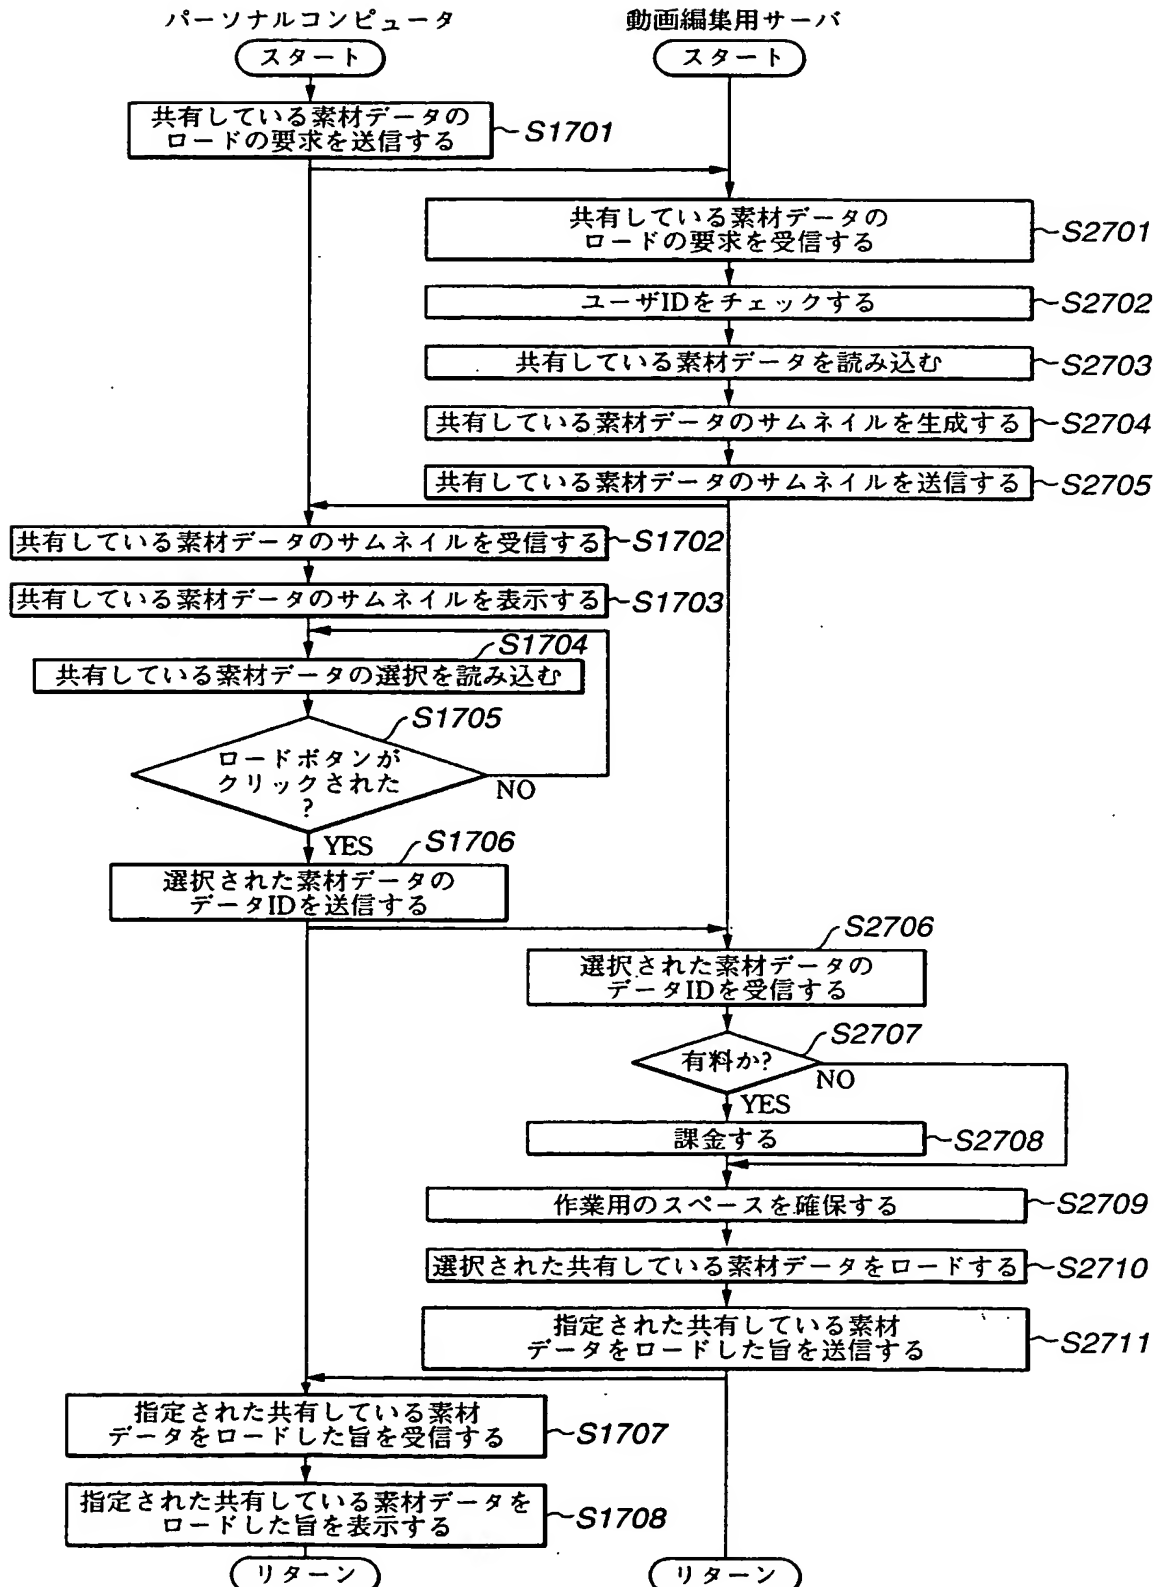 パーソナルコンピュータ
動画編集用サーバ
スタート
スタート
共有している素材データの
ロードの要求を送信する
S1701
共有している素材データの
ロードの要求を受信する
S2701
ユーザIDをチェックする
S2702
共有している素材データを読み込む
S2703
共有している素材データのサムネイルを生成する
S2704
共有している素材データのサムネイルを送信する
S2705
共有している素材データのサムネイルを受信する
S1702
共有している素材データのサムネイルを表示する
S1703
S1704
共有している素材データの選択を読み込む
S1705
ロードボタンが
クリックされた
?
NO
YES
S1706
選択された素材データの
データIDを送信する
S2706
選択された素材データの
データIDを受信する
S2707
有料か?
NO
YES
課金する
S2708
作業用のスペースを確保する
S2709
選択された共有している素材データをロードする
S2710
指定された共有している素材
データをロードした旨を送信する
S2711
指定された共有している素材
データをロードした旨を受信する
S1707
指定された共有している素材データを
ロードした旨を表示する
S1708
リターン
リターン